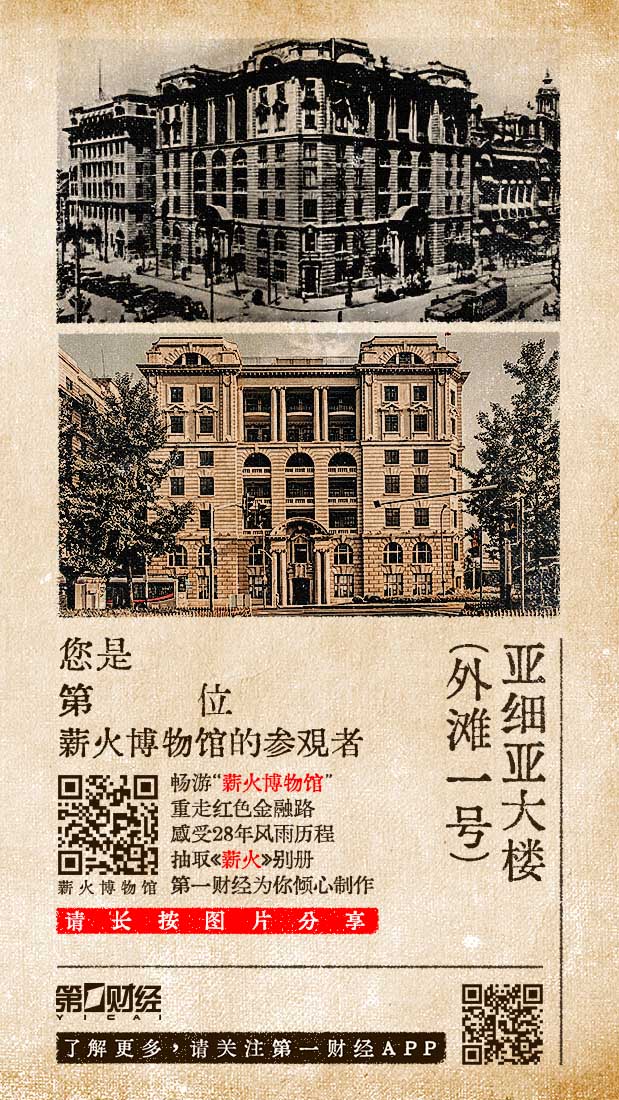 亚细亚大楼
（外滩一号）
您是
第 位
薪火博物馆的参观者
畅游“薪火博物馆”
重走红色金融路
感受28年风雨历程
抽取《薪火》别册
第一财经为你倾心制作
薪火博物馆
请长按图片分享
第一财经
YICAI
了解更多，请关注第一财经APP